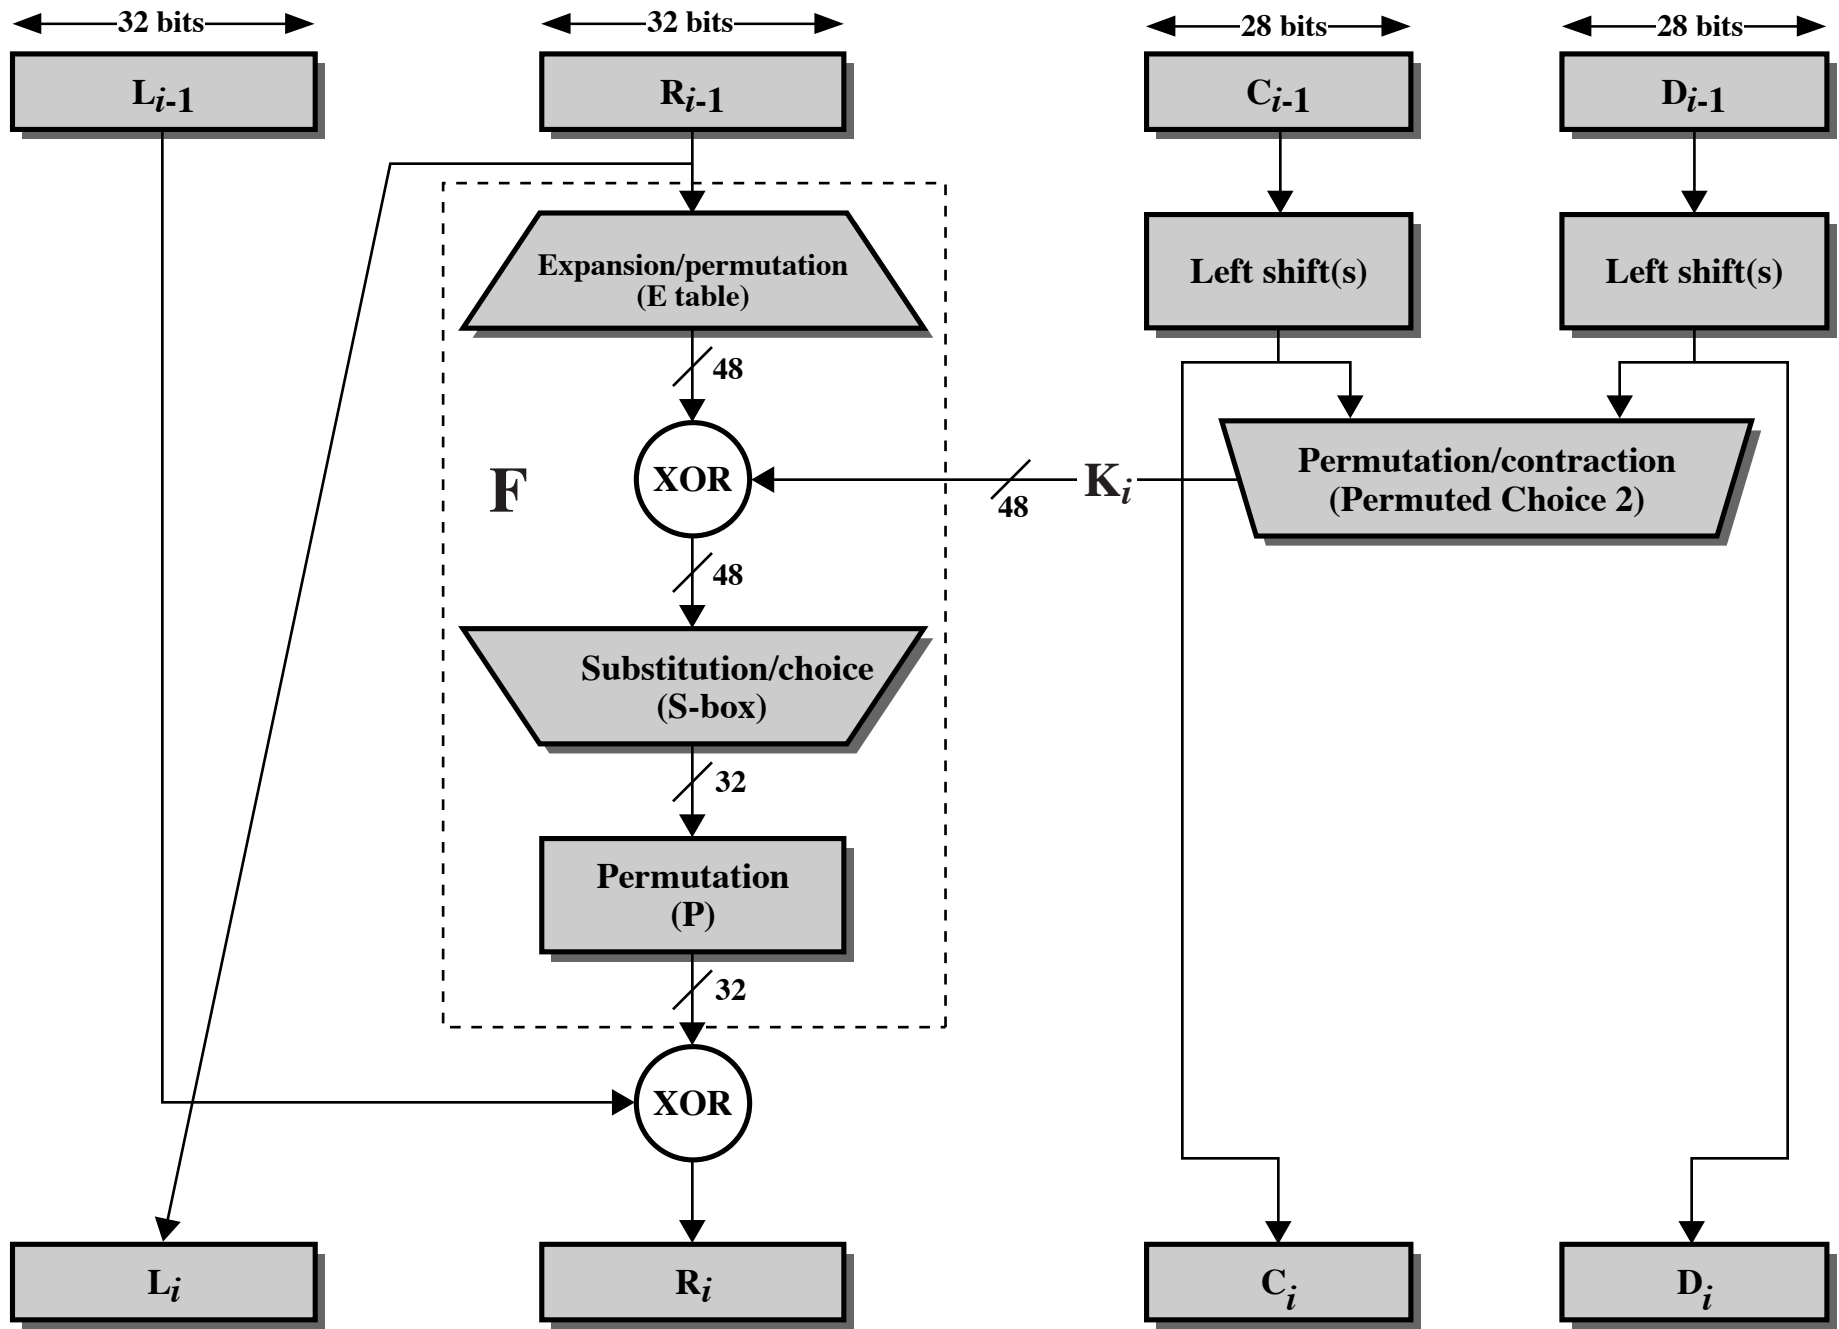 32 bits
32 bits
28 bits
28 bits
Li-1
Ri-1
Ci-1
Di-1
Expansion/permutation
(E table)
Left shift(s)
Left shift(s)
48
F
XOR
48
Ki
Permutation/contraction
(Permuted Choice 2)
48
Substitution/choice
(S-box)
32
Permutation
(P)
32
XOR
Li
Ri
Ci
Di